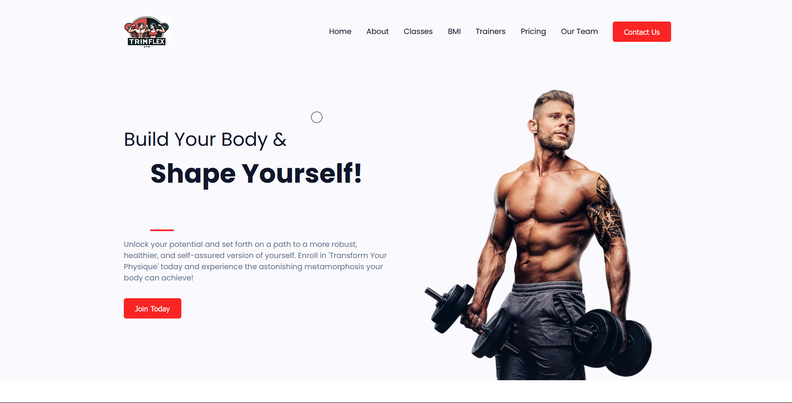 TRIMFLEX
GYM
Home About Classes BMI Trainers Pricing Our Team Contact Us
Build Your Body &
Shape Yourself!
Unlock your potential and set forth on a path to a more robust,
healthier, and self-assured version of yourself. Enroll in 'Transform Your
Physique' today and experience the astonishing metamorphosis your
body can achieve!
Join Today